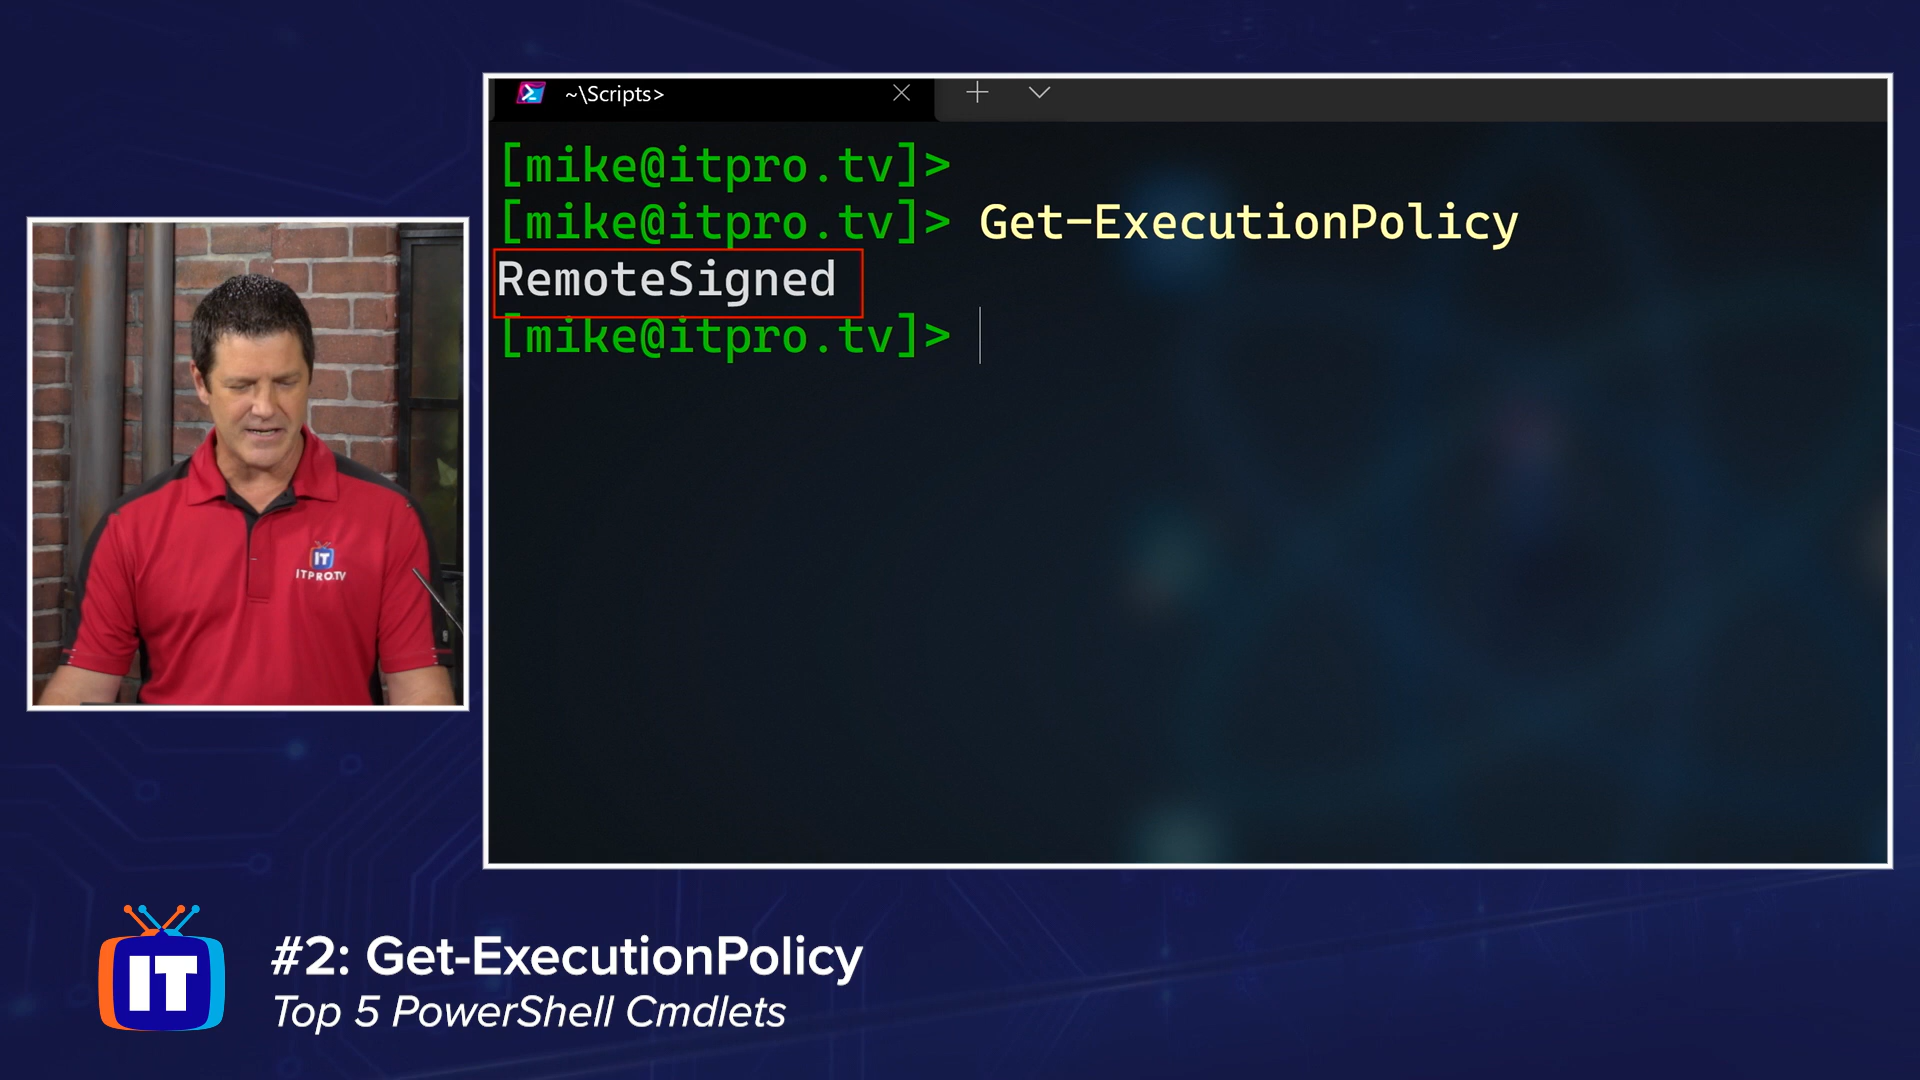 ~\Scripts>
[mike@itpro.tv]>
[mike@itpro.tv]> Get-ExecutionPolicy
RemoteSigned
[mike@itpro.tv]>
IT
ITPRO.TV
IT
#2: Get-ExecutionPolicy
Top 5 PowerShell Cmdlets